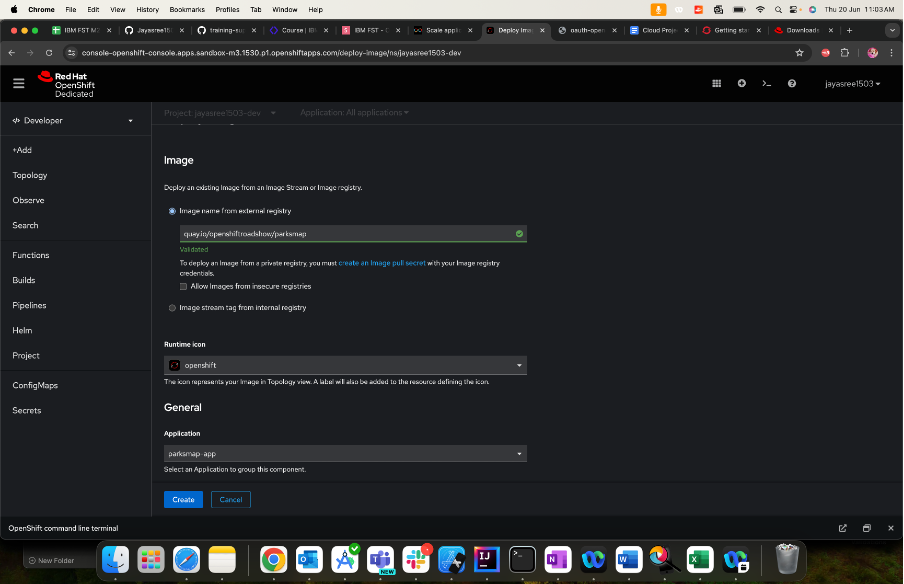 Chrome File Edit View History Bookmarks Profiles Tab Window Help Thu 20 Jun 11:03 AM
IBM FST M3 Jayasree15 training-su Course | IBM IBM FST - C Scale applic Deploy Ima oauth-open Cloud Proje Getting star Downloads
console-openshift-console.apps.sandbox-m3.1530.p1.openshiftapps.com/deploy-image/ns/jayasree1503-dev
Red Hat
OpenShift
Dedicated
jayasree1503
Developer
Project: jayasree1503-dev Application: All applications
+Add
Topology
Observe
Search
Functions
Builds
Pipelines
Helm
Project
ConfigMaps
Secrets
Image
Deploy an existing Image from an Image Stream or Image registry.
Image name from external registry
quay.io/openshiftroadshow/parksmap
Validated
To deploy an Image from a private registry, you must create an Image pull secret with your Image registry
credentials.
Allow Images from insecure registries
Image stream tag from internal registry
Runtime icon
openshift
The icon represents your Image in Topology view. A label will also be added to the resource defining the icon.
General
Application
parksmap-app
Select an Application to group this component.
Create Cancel
OpenShift command line terminal
New Folder
NEW